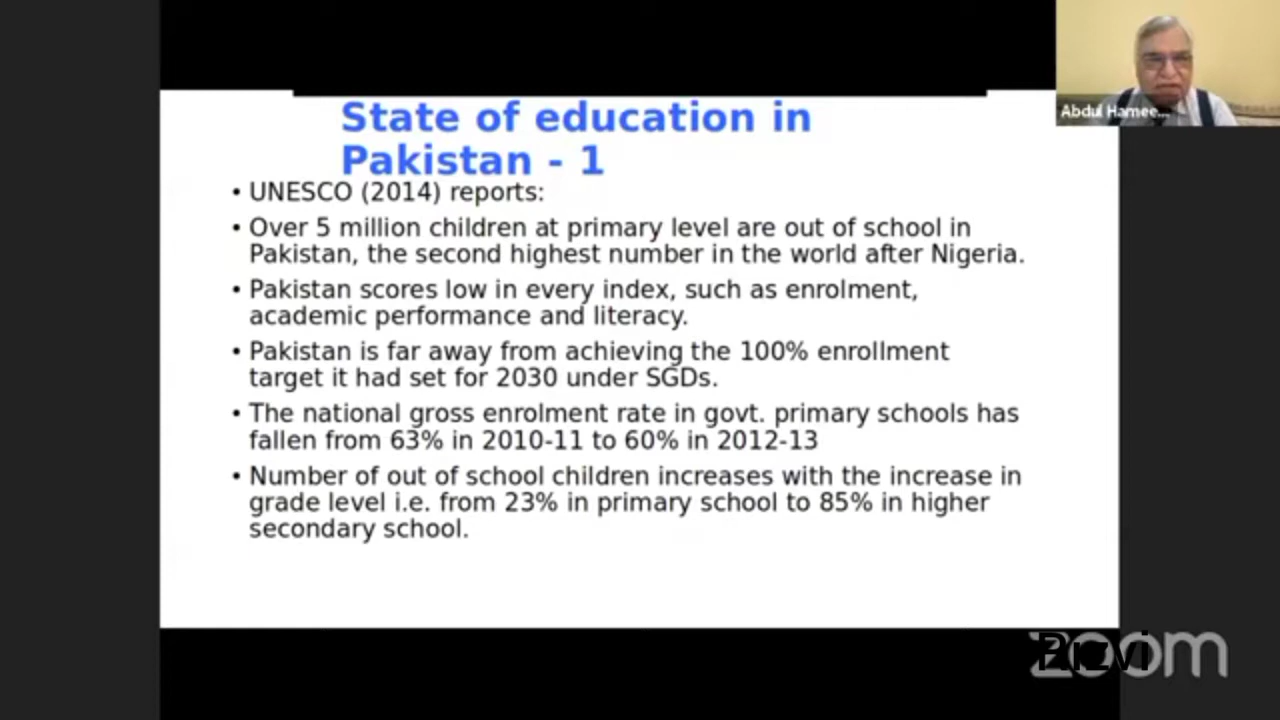 State of education in
Pakistan - 1
• UNESCO (2014) reports:
• Over 5 million children at primary level are out of school in
Pakistan, the second highest number in the world after Nigeria.
• Pakistan scores low in every index, such as enrolment,
academic performance and literacy.
• Pakistan is far away from achieving the 100% enrollment
target it had set for 2030 under SGDs.
• The national gross enrolment rate in govt. primary schools has
fallen from 63% in 2010-11 to 60% in 2012-13
• Number of out of school children increases with the increase in
grade level i.e. from 23% in primary school to 85% in higher
secondary school.
Abdul Hamee...
zoom